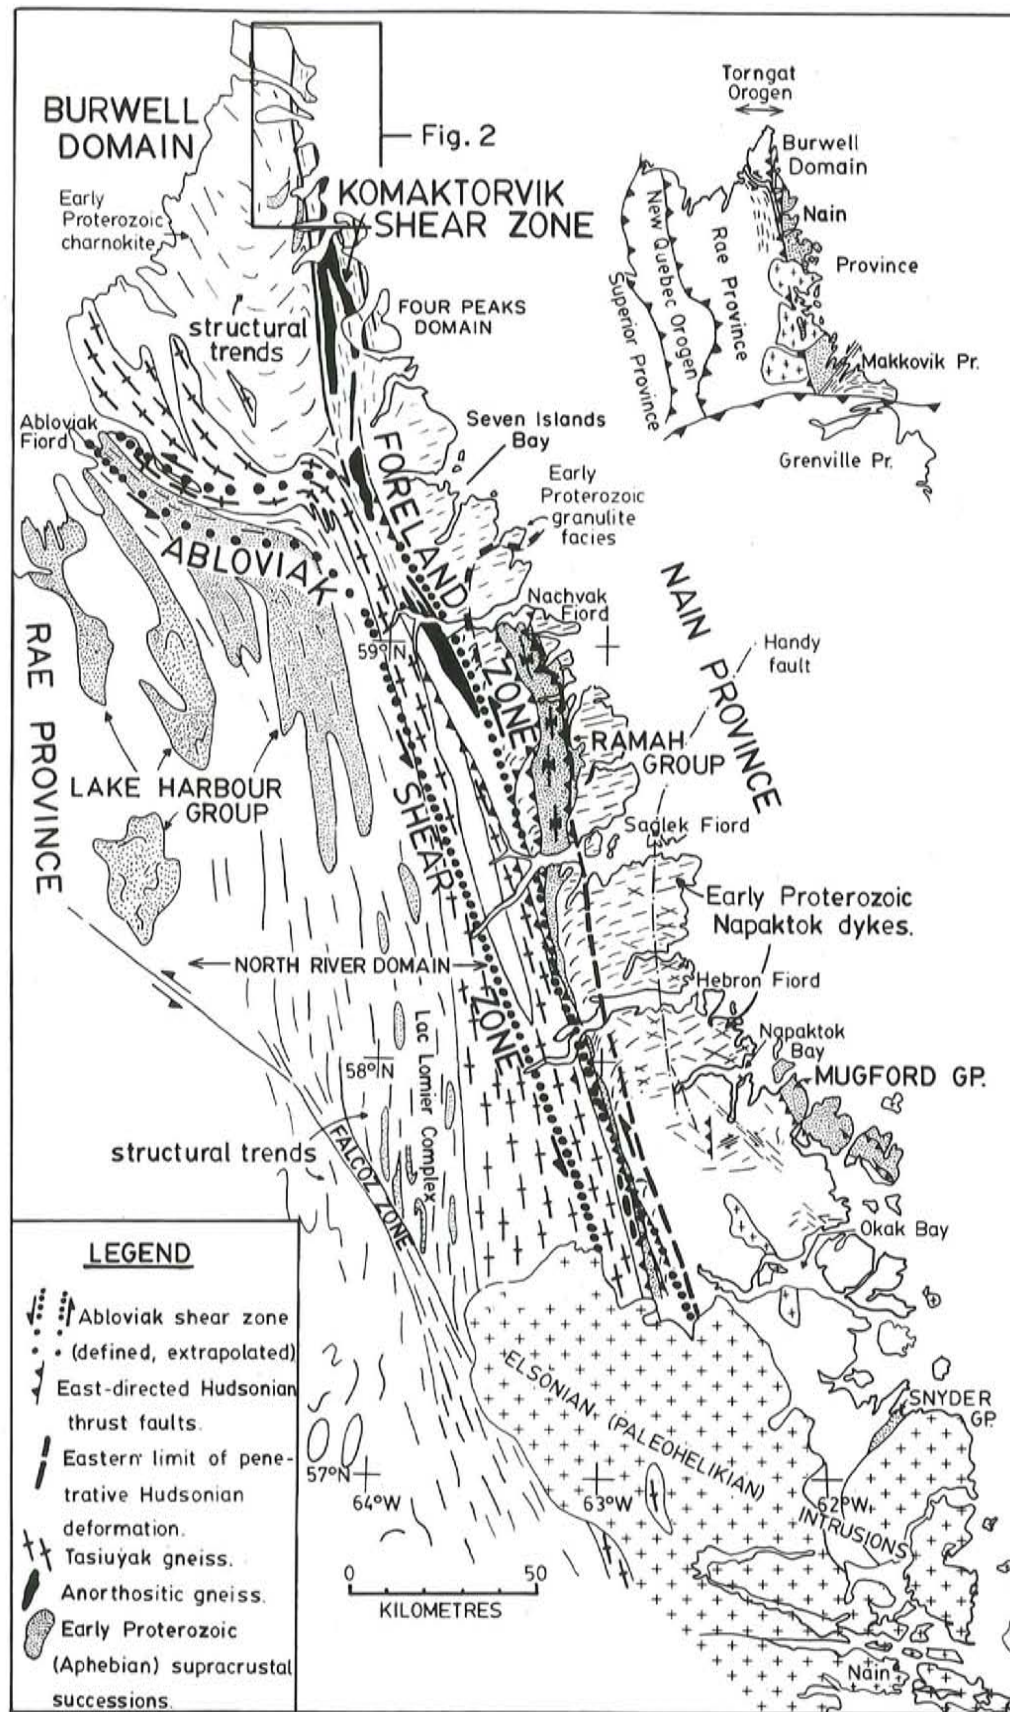 BURWELL
DOMAIN
Fig. 2
Early
Proterozoic
charnokite
KOMAKTORVIK
SHEAR ZONE
structural
trends
FOUR PEAKS
DOMAIN
Abloviak
Fiord
Seven Islands
Bay
Early
Proterozoic
granulite
facies
ABLOVIAK
SHEAR
ZONE
FORELAND
ZONE
Nachvak
Fiord
59°N
RAE PROVINCE
NAIN PROVINCE
Handy
fault
LAKE HARBOUR
GROUP
RAMAH
GROUP
Saglek Fiord
Early Proterozoic
Napaktok dykes.
NORTH RIVER DOMAIN
Hebron Fiord
Napaktok
Bay
58°N
MUGFORD GP.
Lac Lomier Complex
structural trends
FALCOZ ZONE
Okak Bay
SNYDER
GP.
ELSONIAN (PALEOHELIKIAN)
INTRUSIONS
57°N
64°W
63°W
62°W
Nain
0 50
KILOMETRES
Torngat
Orogen
Burwell
Domain
Nain
Province
New Quebec Orogen
Rae Province
Superior Province
Makkovik Pr.
Grenville Pr.
LEGEND
Abloviak shear zone
(defined, extrapolated)
East-directed Hudsonian
thrust faults.
Eastern limit of pene-
trative Hudsonian
deformation.
Tasiuyak gneiss.
Anorthositic gneiss.
Early Proterozoic
(Aphebian) supracrustal
successions.